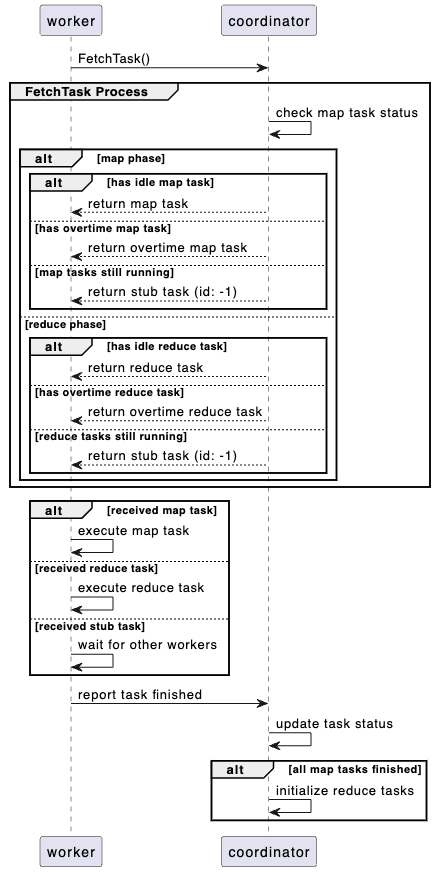 worker
coordinator
FetchTask()
FetchTask Process
check map task status
alt [map phase]
alt [has idle map task]
return map task
[has overtime map task]
return overtime map task
[map tasks still running]
return stub task (id: -1)
[reduce phase]
alt [has idle reduce task]
return reduce task
[has overtime reduce task]
return overtime reduce task
[reduce tasks still running]
return stub task (id: -1)
alt [received map task]
execute map task
[received reduce task]
execute reduce task
[received stub task]
wait for other workers
report task finished
update task status
alt [all map tasks finished]
initialize reduce tasks
worker
coordinator